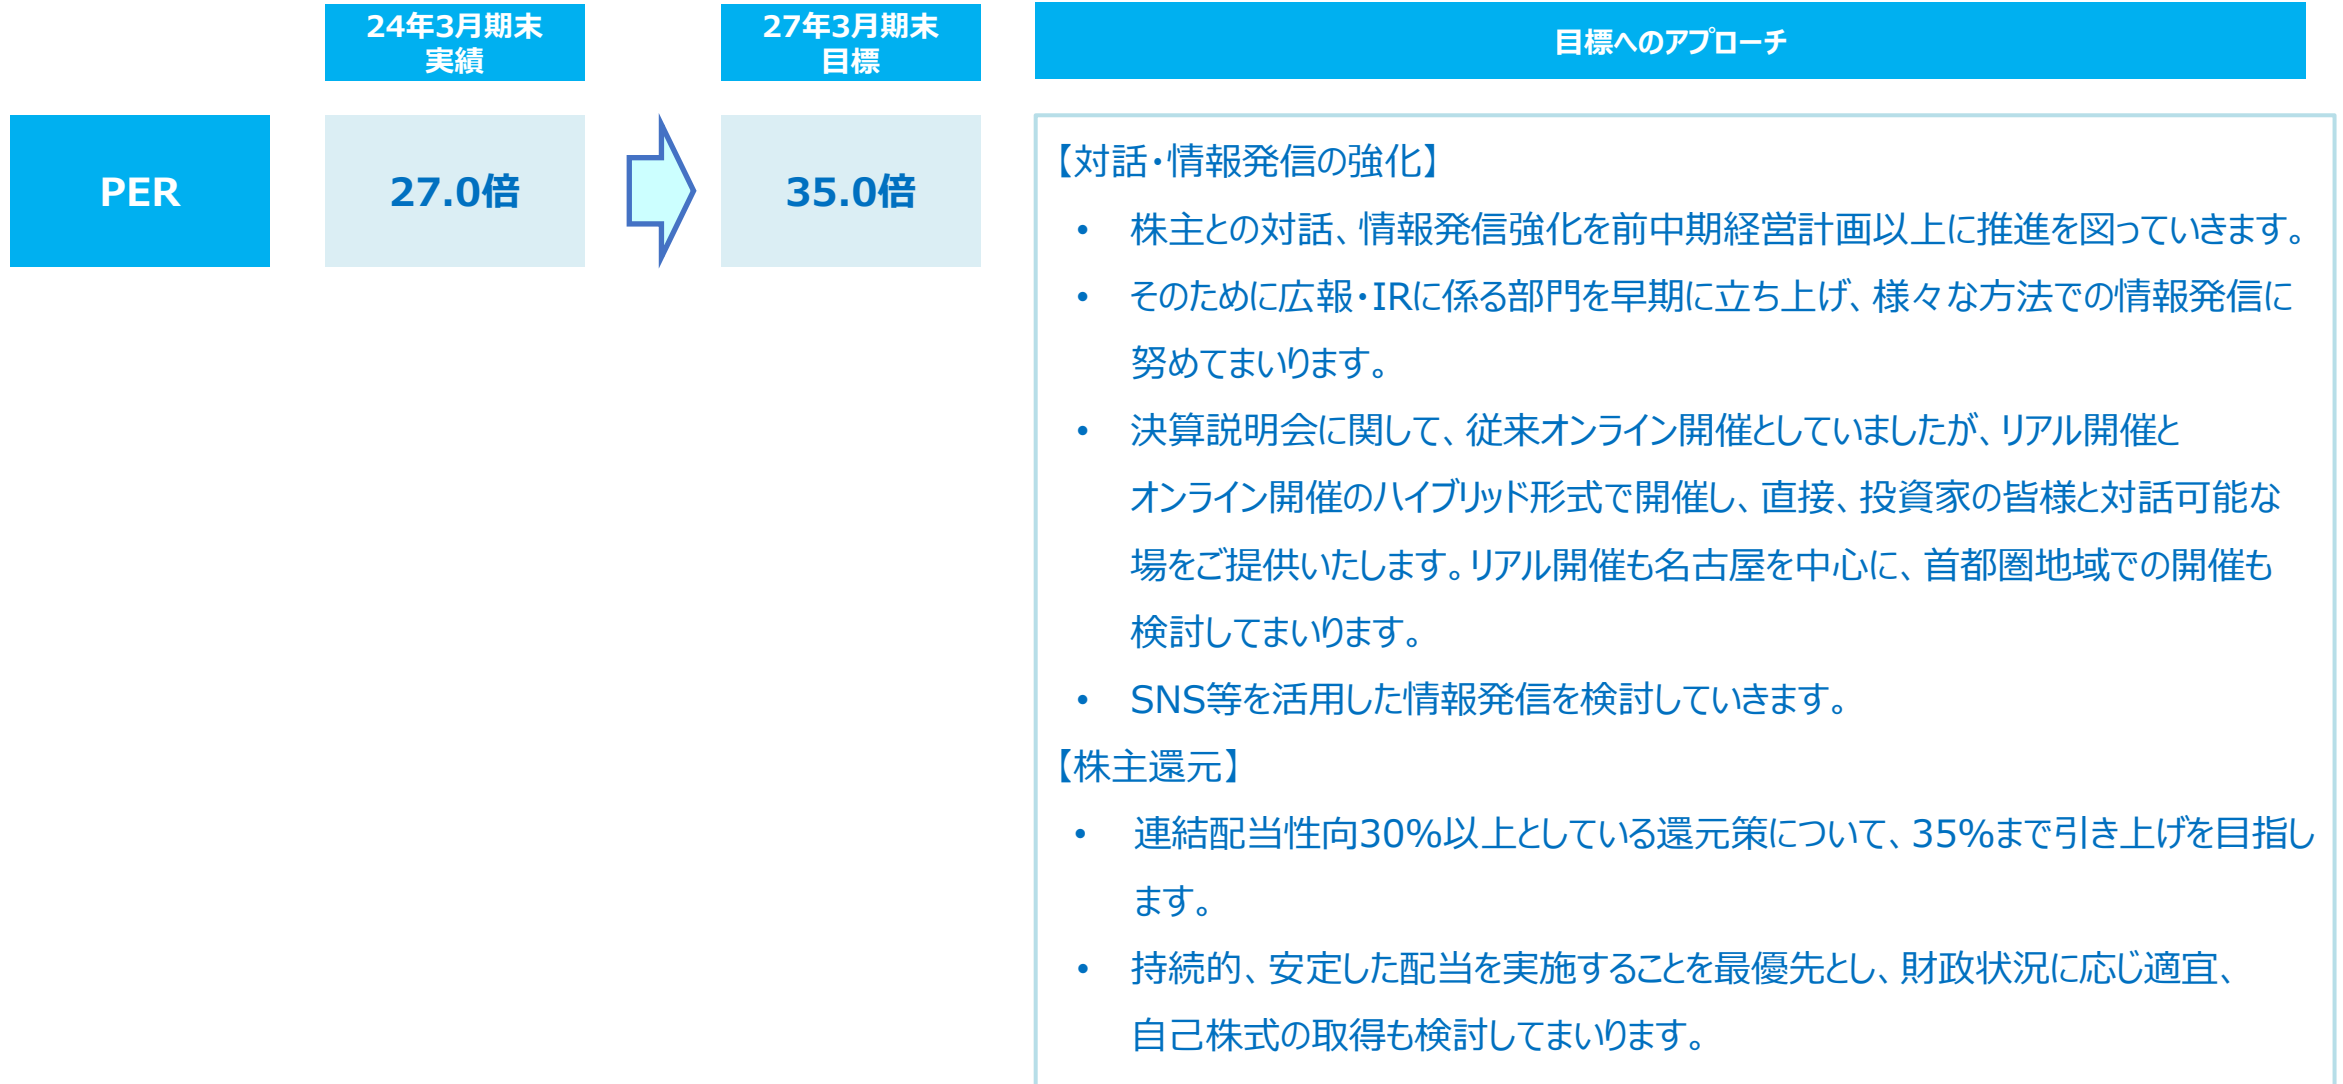 24年3月期末
実績
27年3月期末
目標
目標へのアプローチ
PER
27.0倍
35.0倍
【対話・情報発信の強化】
• 株主との対話、情報発信強化を前中期経営計画以上に推進を図っていきます。
• そのために広報・IRに係る部門を早期に立ち上げ、様々な方法での情報発信に
努めてまいります。
• 決算説明会に関して、従来オンライン開催としていましたが、リアル開催と
オンライン開催のハイブリッド形式で開催し、直接、投資家の皆様と対話可能な
場をご提供いたします。リアル開催も名古屋を中心に、首都圏地域での開催も
検討してまいります。
• SNS等を活用した情報発信を検討していきます。
【株主還元】
• 連結配当性向30%以上としている還元策について、35%まで引き上げを目指し
ます。
• 持続的、安定した配当を実施することを最優先とし、財政状況に応じ適宜、
自己株式の取得も検討してまいります。